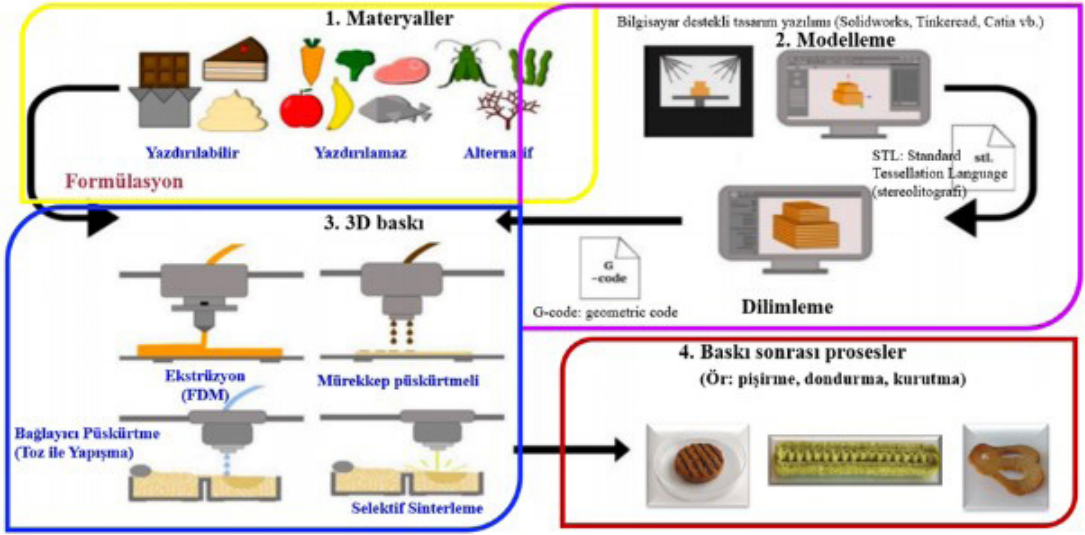 1. Materyaller
Yazdırılabilir
Yazdırılamaz
Alternatif
Formülasyon
Bilgisayar destekli tasarım yazılımı (Solidworks, Tinkeread, Catia vb.)
2. Modelleme
STL: Standard
Tessellation Language
(stereolitografi)
stL
G
-code
G-code: geometric code
Dilimleme
3. 3D baskı
Ekstrüzyon
(FDM)
Mürekkep püskürtmeli
Bağlayıcı Püskürtme
(Toz ile Yapışma)
Selektif Sinterleme
4. Baskı sonrası prosesler
(Ör: pişirme, dondurma, kurutma)